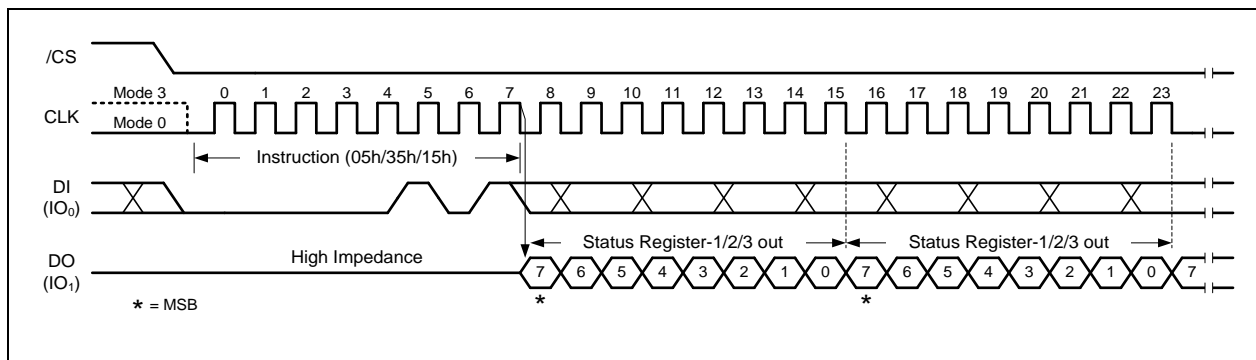 /CS
Mode 3
0 1 2 3 4 5 6 7 8 9 10 11 12 13 14 15 16 17 18 19 20 21 22 23
CLK
Mode 0
Instruction (05h/35h/15h)
DI
(IO₀)
Status Register-1/2/3 out Status Register-1/2/3 out
High Impedance
DO
(IO₁)
7 6 5 4 3 2 1 0 7 6 5 4 3 2 1 0 7
* *
* = MSB